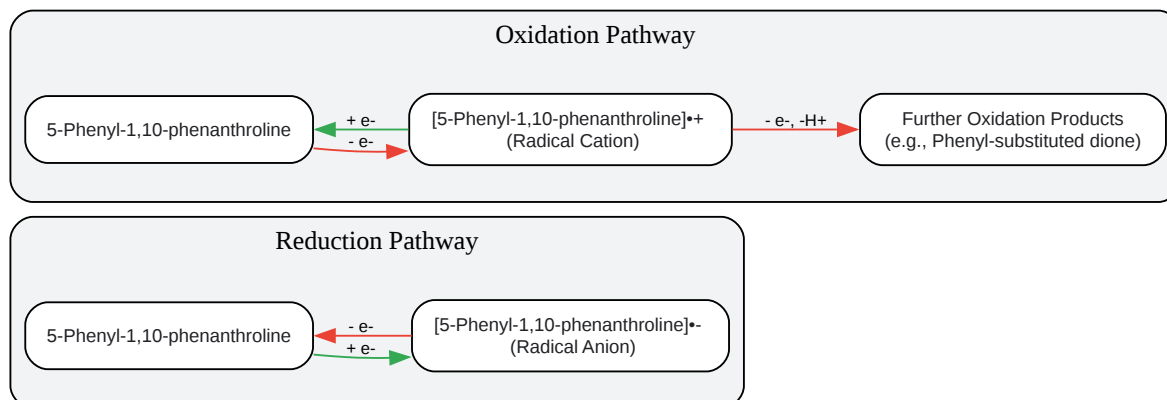 Oxidation Pathway
5-Phenyl-1,10-phenanthroline
+ e-
- e-
[5-Phenyl-1,10-phenanthroline]•+
(Radical Cation)
- e-, -H+
Further Oxidation Products
(e.g., Phenyl-substituted dione)
Reduction Pathway
5-Phenyl-1,10-phenanthroline
- e-
+ e-
[5-Phenyl-1,10-phenanthroline]•-
(Radical Anion)